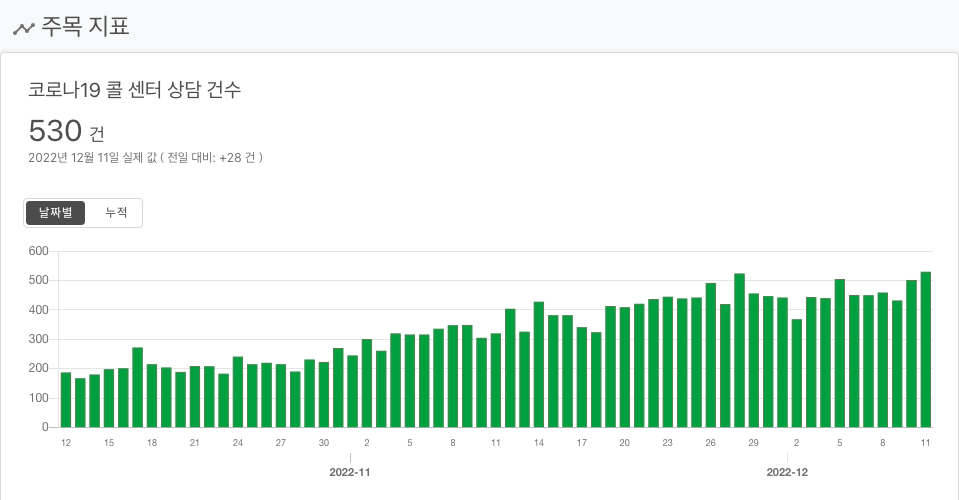 주목 지표
코로나19 콜 센터 상담 건수
530 건
2022년 12월 11일 실제 값 ( 전일 대비: +28 건 )
날짜별 누적
600
500
400
300
200
100
0
12 15 18 21 24 27 30 2 5 8 11 14 17 20 23 26 29 2 5 8 11
2022-11 2022-12